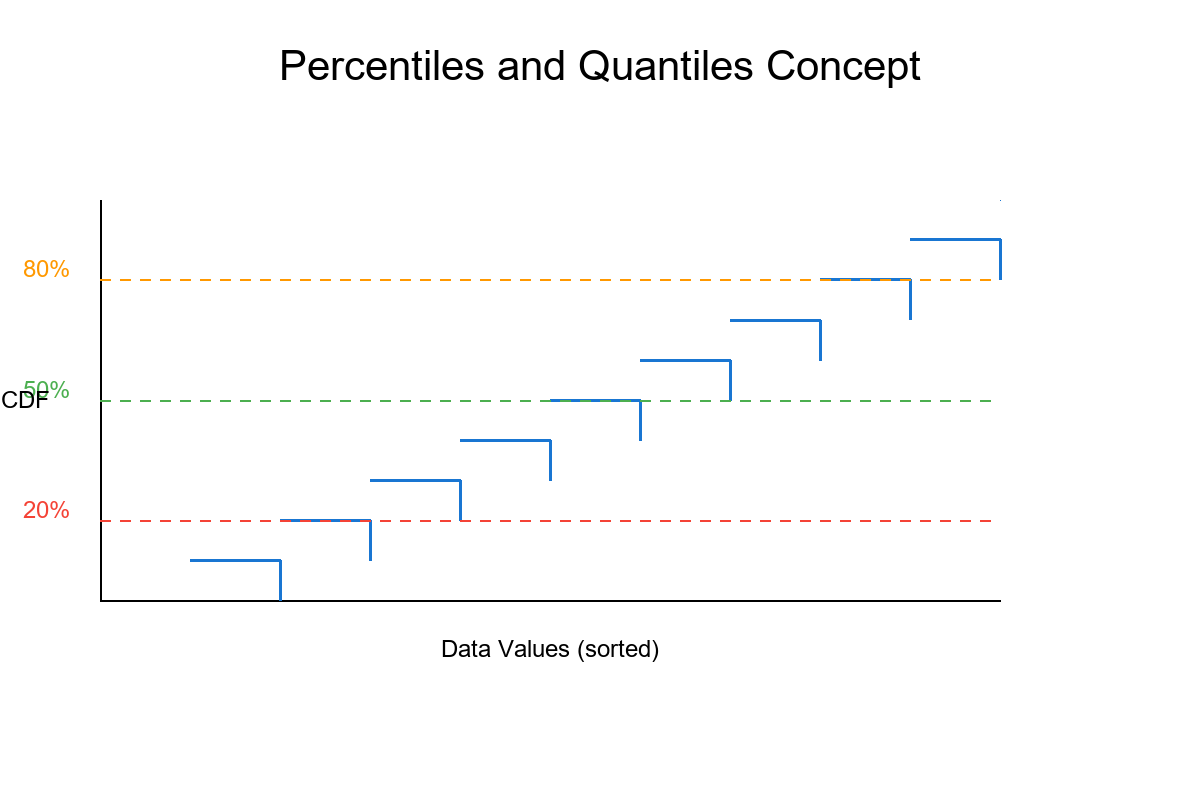 Percentiles and Quantiles Concept
80%
50%
CDF
20%
Data Values (sorted)